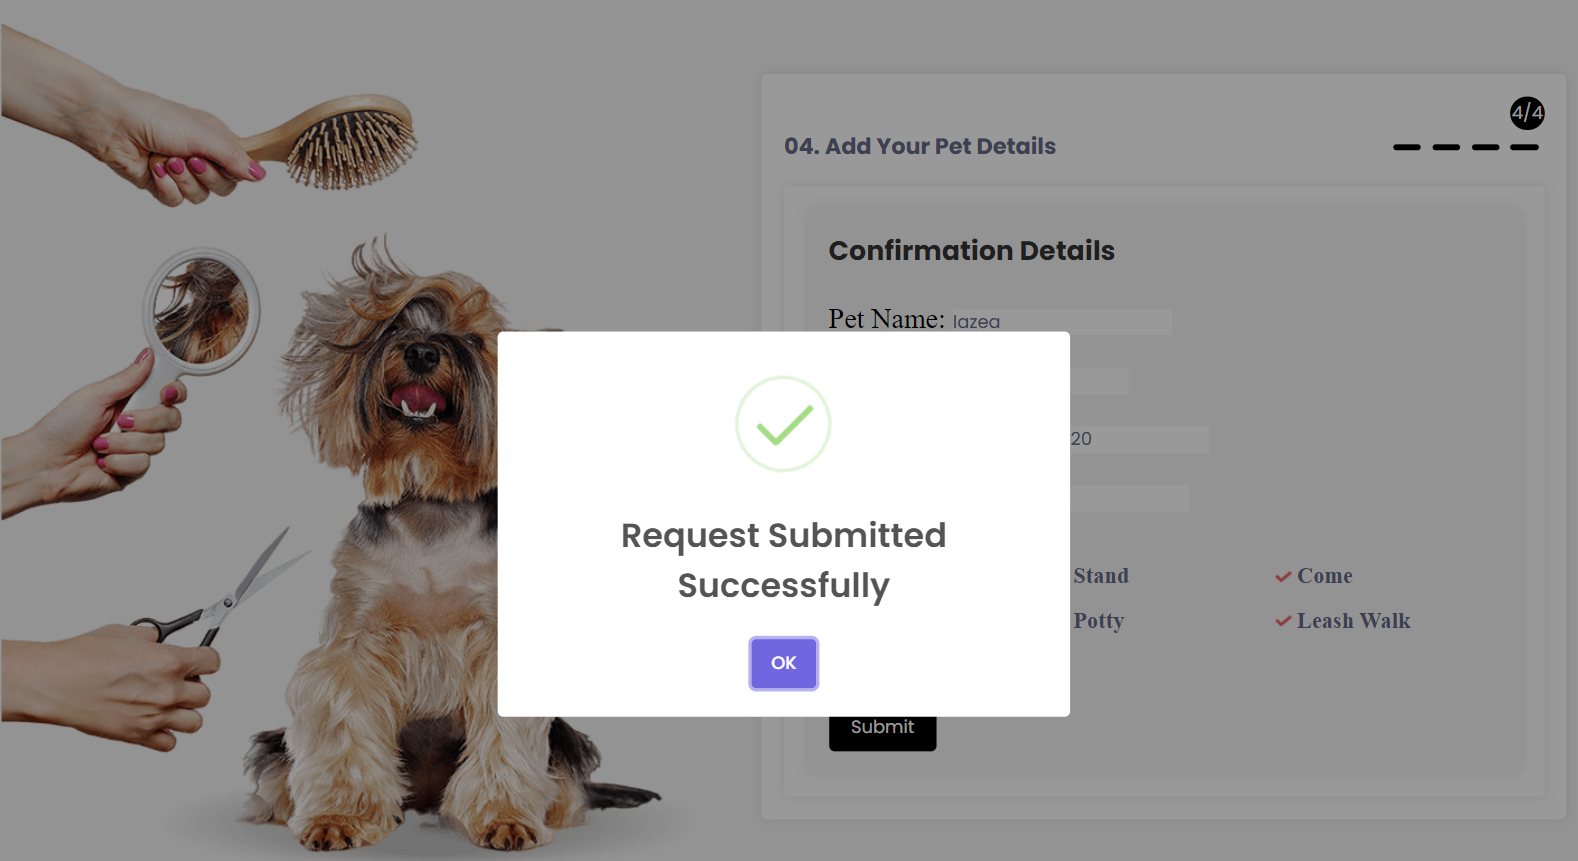 4/4
04. Add Your Pet Details
Confirmation Details
Pet Name: lazea
20
Stand Come
Potty Leash Walk
Request Submitted
Successfully
OK
Submit